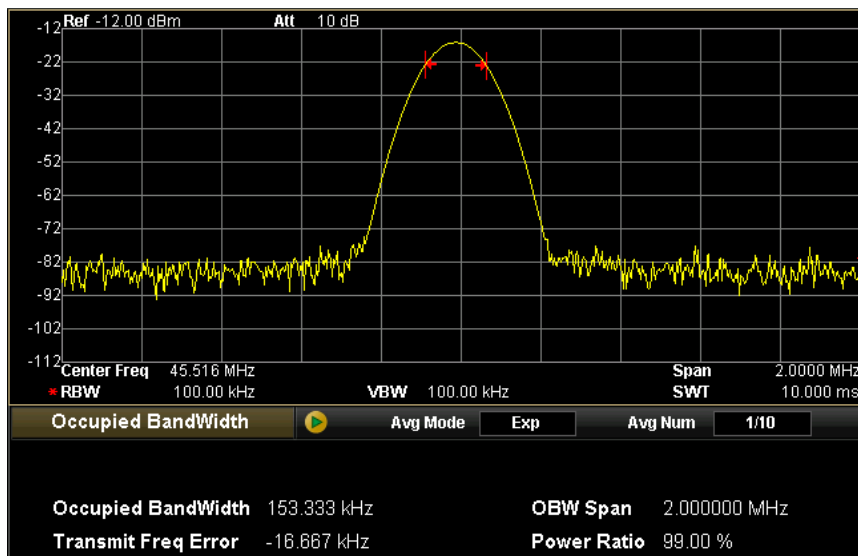 Ref -12.00 dBm Att 10 dB
-12
-22
-32
-42
-52
-62
-72
-82
-92
-102
-112
Center Freq 45.516 MHz Span 2.0000 MHz
*RBW 100.00 kHz VBW 100.00 kHz SWT 10.000 ms
Occupied BandWidth Avg Mode Exp Avg Num 1/10
Occupied BandWidth 153.333 kHz OBW Span 2.000000 MHz
Transmit Freq Error -16.667 kHz Power Ratio 99.00 %